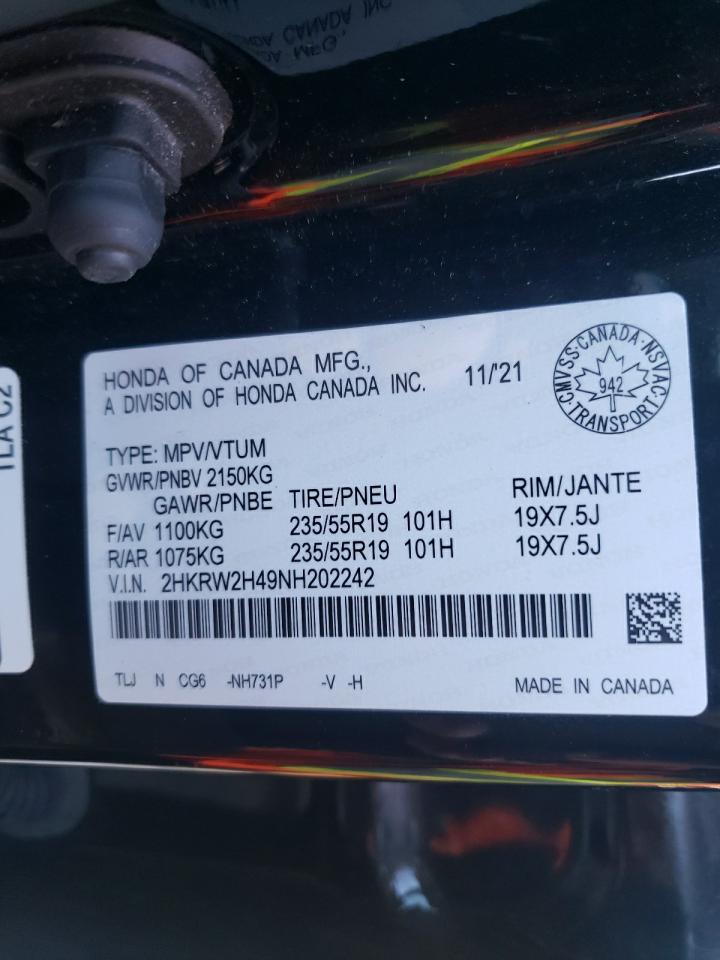 HONDA OF CANADA MFG.,
A DIVISION OF HONDA CANADA INC. 11/'21
CMVSS·CANADA·NSVAC·TRANSPORT·
942
TYPE: MPV/VTUM
GVWR/PNBV 2150KG
GAWR/PNBE TIRE/PNEU RIM/JANTE
F/AV 1100KG 235/55R19 101H 19X7.5J
R/AR 1075KG 235/55R19 101H 19X7.5J
V.I.N. 2HKRW2H49NH202242
TLJ N CG6 -NH731P -V -H MADE IN CANADA
TLA C2